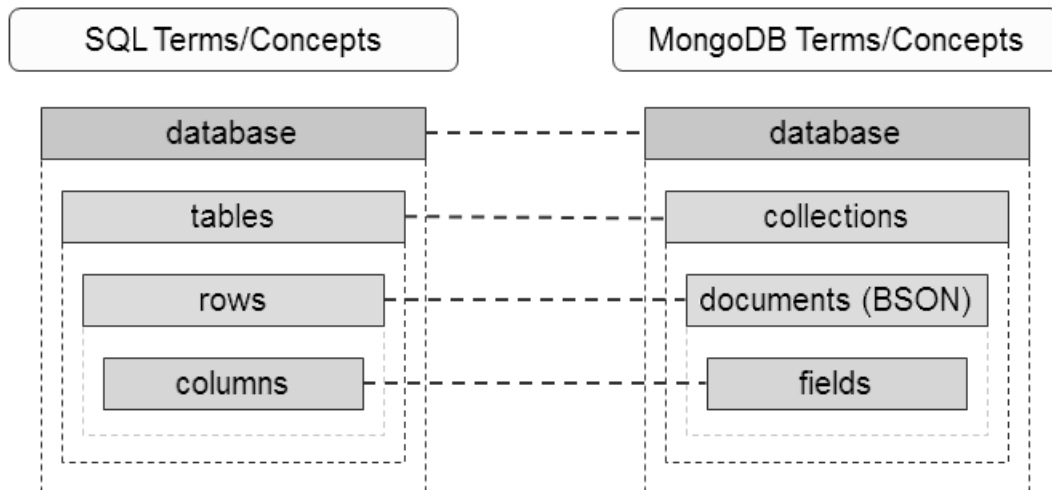 SQL Terms/Concepts
MongoDB Terms/Concepts
database
database
tables
collections
rows
documents (BSON)
columns
fields